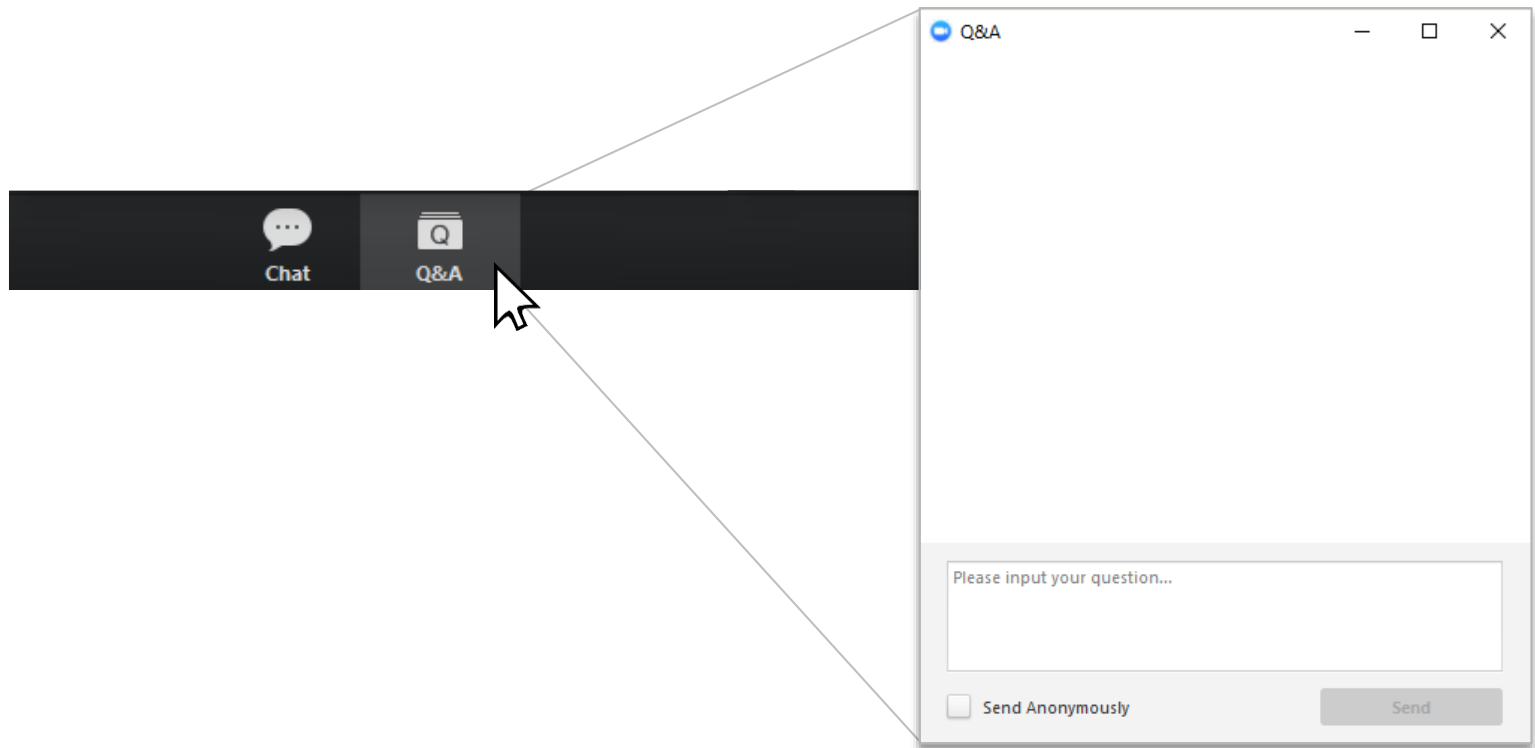 Q&A
Q
Chat
Q&A
Please input your question...
Send Anonymously
Send